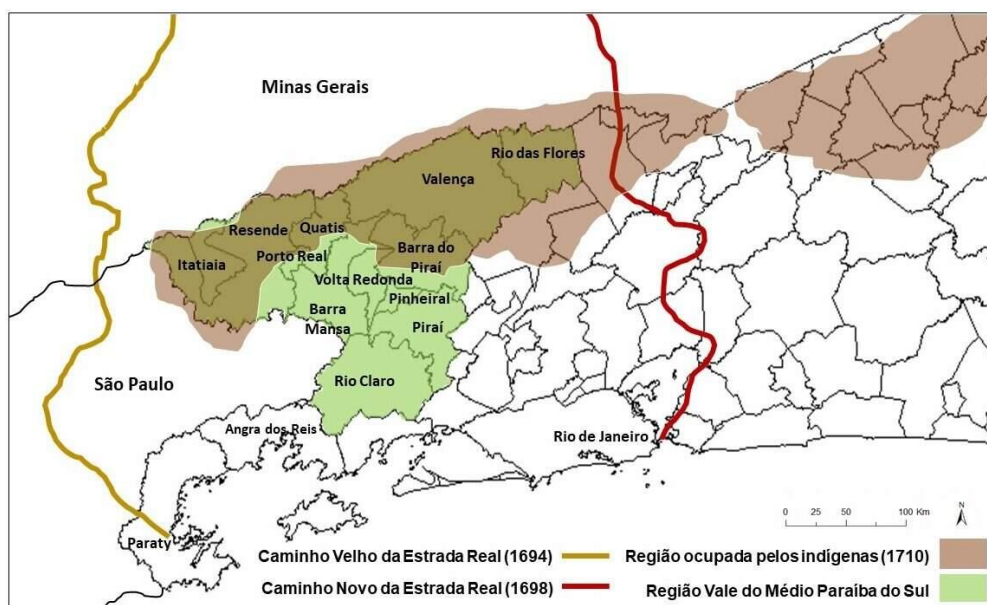 Minas Gerais
Rio das Flores
Valença
Resende
Quatis
Itatiaia
Porto Real
Barra do
Piraí
Volta Redonda
Pinheiral
Barra
Mansa
Piraí
São Paulo
Rio Claro
Angra dos Reis
Rio de Janeiro
Paraty
N
0 25 50 100 Km
Caminho Velho da Estrada Real (1694)
Região ocupada pelos indígenas (1710)
Caminho Novo da Estrada Real (1698)
Região Vale do Médio Paraíba do Sul